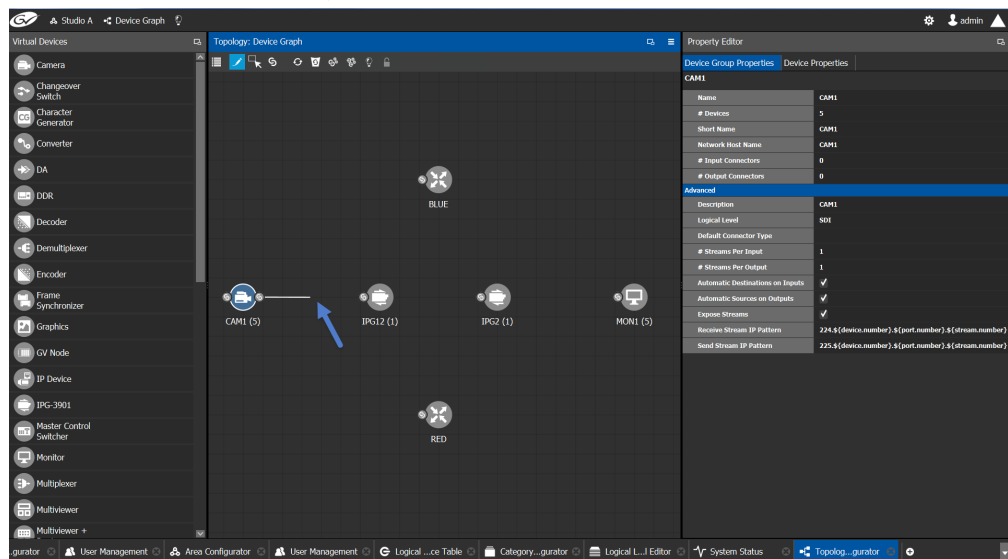 GV
Studio A
Device Graph
admin
Virtual Devices
Topology: Device Graph
Property Editor
Camera
Changeover
Switch
CG
Character
Generator
Converter
DA
DDR
Decoder
Demultiplexer
Encoder
Frame
Synchronizer
Graphics
GV Node
IP Device
IPG-3901
Master Control
Switcher
Monitor
Multiplexer
Multiviewer
Multiviewer +
BLUE
CAM1 (5)
IPG12 (1)
IPG2 (1)
MON1 (5)
RED
Device Group Properties Device Properties
CAM1
Name CAM1
# Devices 5
Short Name CAM1
Network Host Name CAM1
# Input Connectors 0
# Output Connectors 0
Advanced
Description CAM1
Logical Level SDI
Default Connector Type
# Streams Per Input 1
# Streams Per Output 1
Automatic Destinations on Inputs
Automatic Sources on Outputs
Expose Streams
Receive Stream IP Pattern 224.${device.number}.${port.number}.${stream.number}
Send Stream IP Pattern 225.${device.number}.${port.number}.${stream.number}
.gurator User Management Area Configurator User Management Logical ...ce Table Category...gurator Logical L...l Editor System Status Topolog...gurator